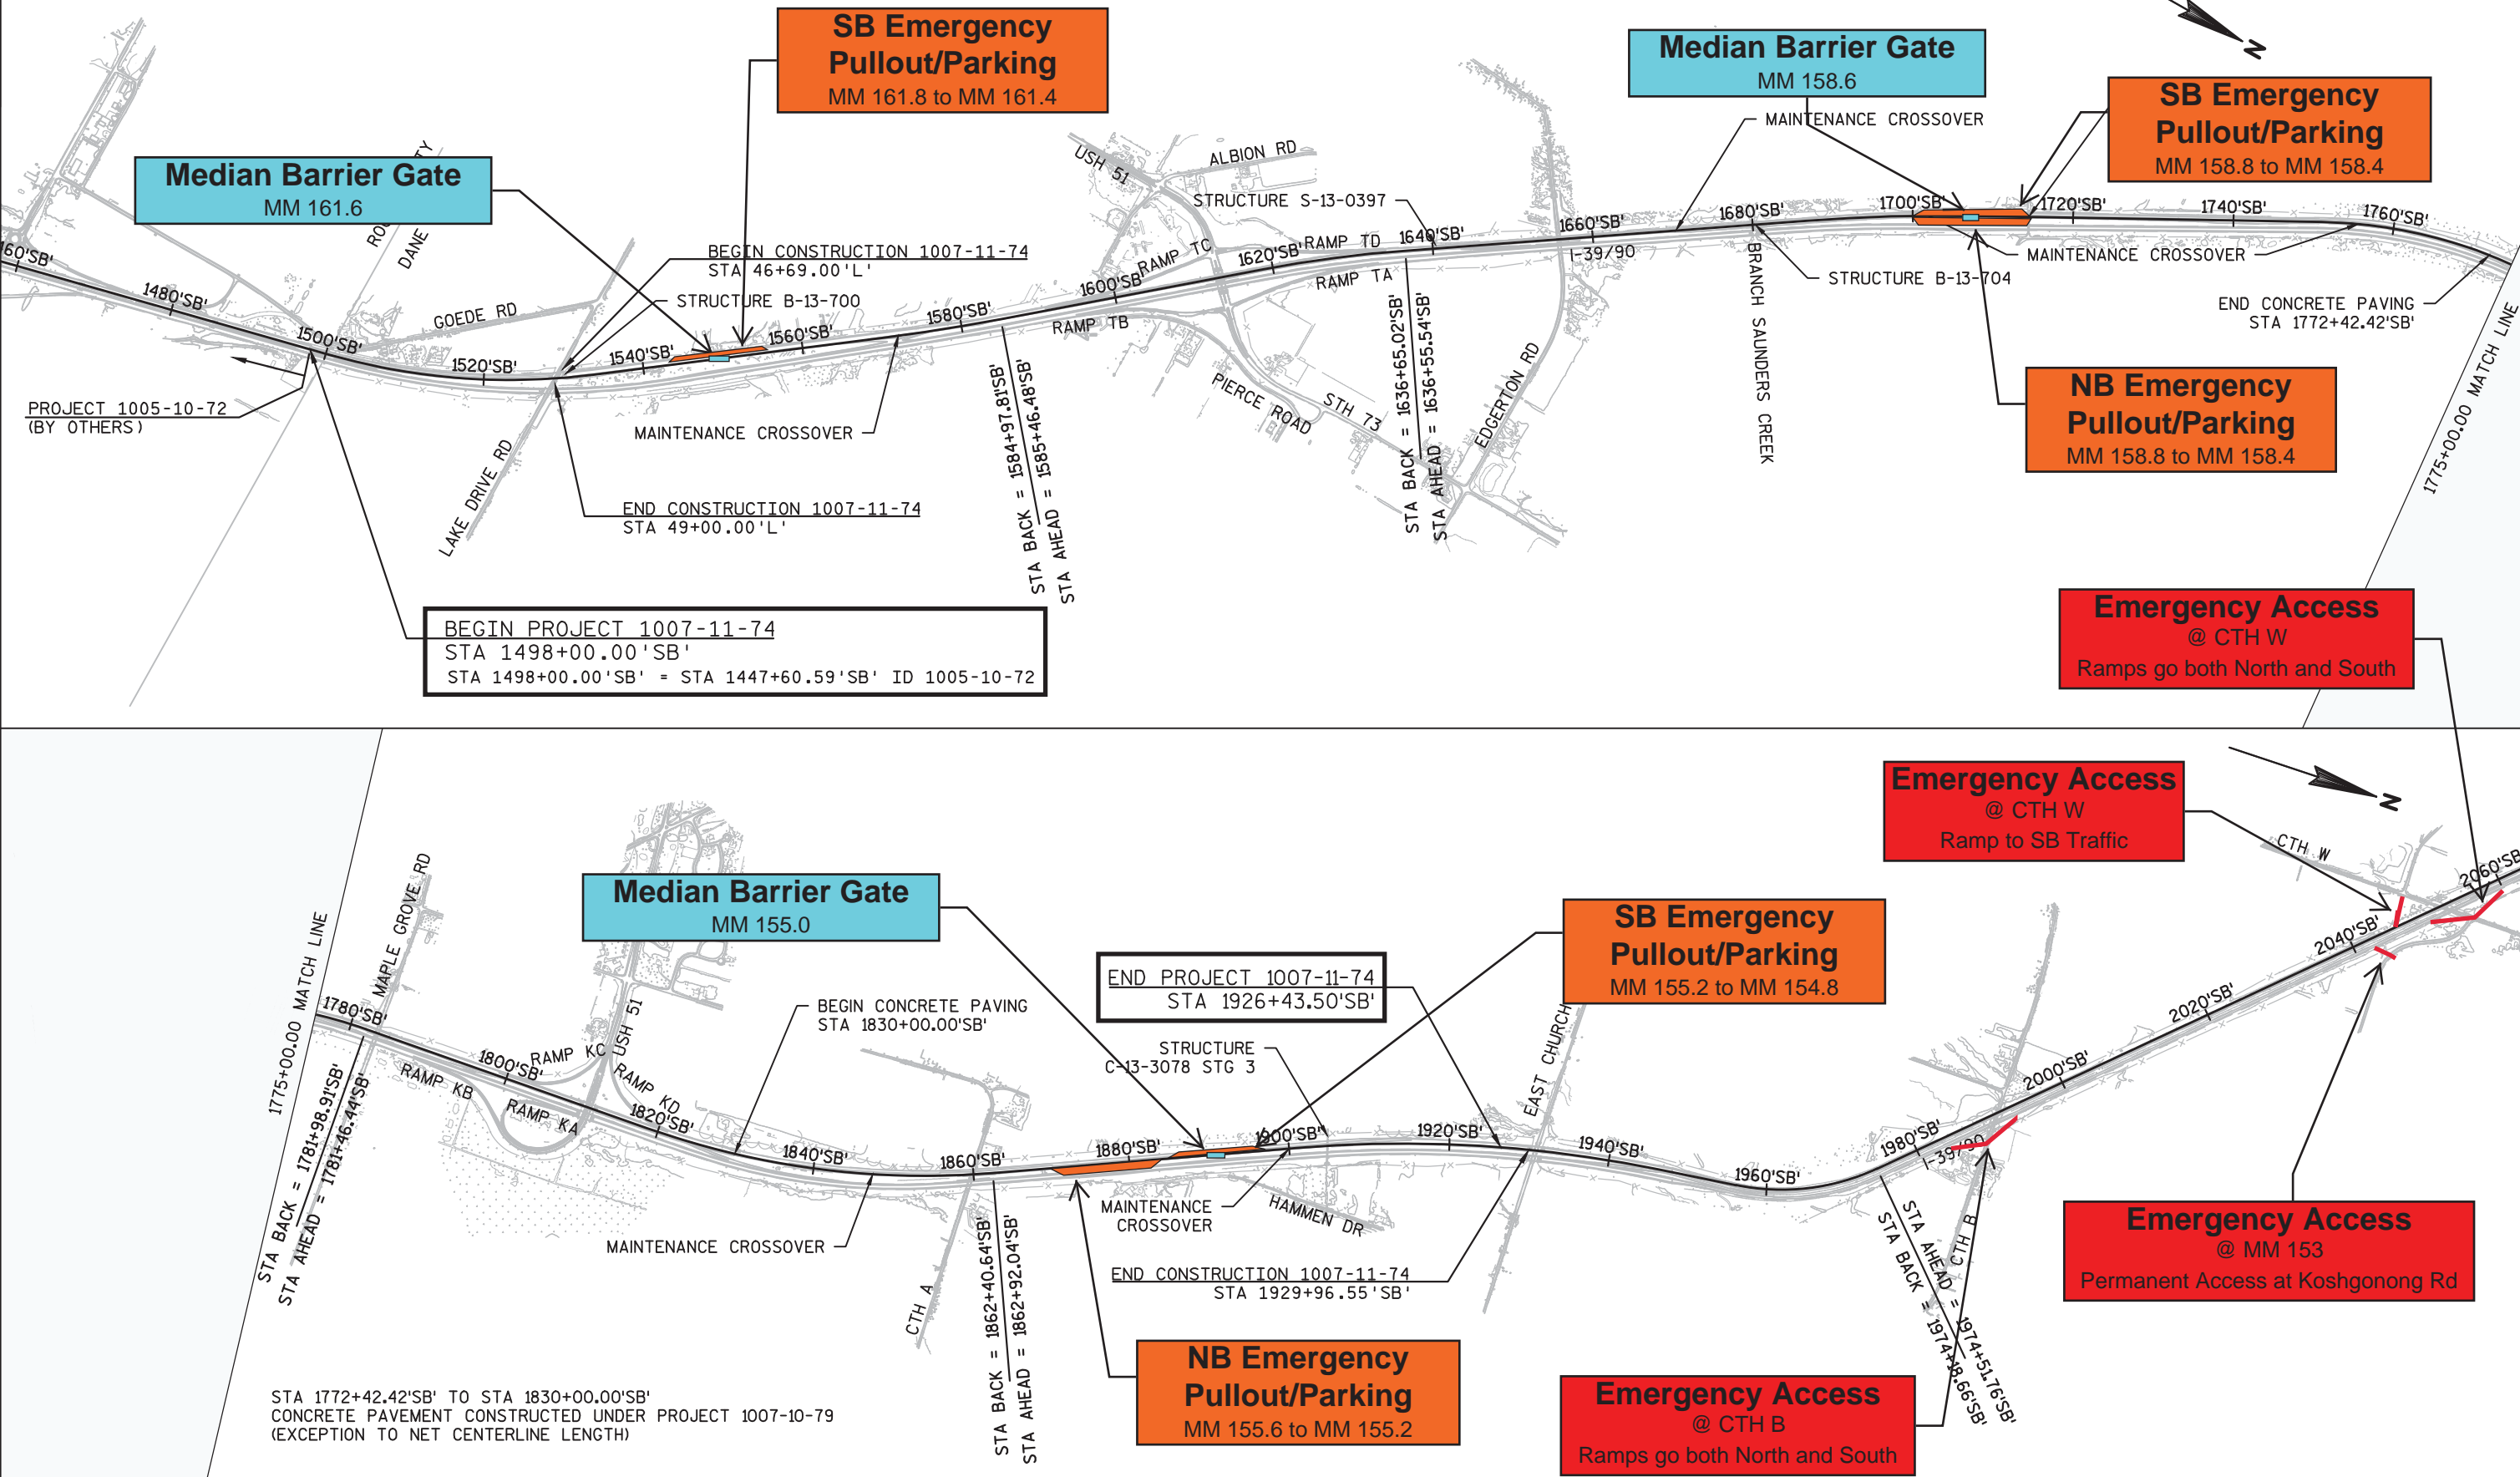 SB Emergency
Pullout/Parking
MM 161.8 to MM 161.4
Median Barrier Gate
MM 158.6
N
SB Emergency
Pullout/Parking
MM 158.8 to MM 158.4
Median Barrier Gate
MM 161.6
MAINTENANCE CROSSOVER
USH 51
ALBION RD
STRUCTURE S-13-0397
DANE
60'SB'
1480'SB'
1500'SB'
1520'SB'
1540'SB'
1560'SB'
1580'SB'
1600'SB'
1620'SB'
1640'SB'
1660'SB'
1680'SB'
1700'SB'
1720'SB'
1740'SB'
1760'SB'
GOEDE RD
BEGIN CONSTRUCTION 1007-11-74
STA 46+69.00'L'
STRUCTURE B-13-700
RAMP TC
RAMP TD
RAMP TA
RAMP TB
I-39/90
MAINTENANCE CROSSOVER
STRUCTURE B-13-704
BRANCH SAUNDERS CREEK
END CONCRETE PAVING
STA 1772+42.42'SB'
PROJECT 1005-10-72
(BY OTHERS)
MAINTENANCE CROSSOVER
LAKE DRIVE RD
END CONSTRUCTION 1007-11-74
STA 49+00.00'L'
STA BACK = 1584+97.81'SB'
STA AHEAD = 1585+46.48'SB'
PIERCE ROAD
STH 73
STA BACK = 1636+65.02'SB'
STA AHEAD = 1636+55.54'SB'
EDGERTON RD
NB Emergency
Pullout/Parking
MM 158.8 to MM 158.4
1775+00.00 MATCH LINE
BEGIN PROJECT 1007-11-74
STA 1498+00.00'SB'
STA 1498+00.00'SB' = STA 1447+60.59'SB' ID 1005-10-72
Emergency Access
@ CTH W
Ramps go both North and South
Emergency Access
@ CTH W
Ramp to SB Traffic
N
CTH W
1775+00.00 MATCH LINE
MAPLE GROVE RD
Median Barrier Gate
MM 155.0
SB Emergency
Pullout/Parking
MM 155.2 to MM 154.8
END PROJECT 1007-11-74
STA 1926+43.50'SB'
BEGIN CONCRETE PAVING
STA 1830+00.00'SB'
STRUCTURE
C-13-3078 STG 3
EAST CHURCH
1780'SB'
1800'SB'
1820'SB'
1840'SB'
1860'SB'
1880'SB'
1900'SB'
1920'SB'
1940'SB'
1960'SB'
1980'SB'
2000'SB'
2020'SB'
2040'SB'
2060'SB
RAMP KC
USH 51
RAMP KD
RAMP KB
RAMP KA
STA BACK = 1781+98.91'SB'
STA AHEAD = 1781+46.44'SB'
MAINTENANCE CROSSOVER
CTH A
STA BACK = 1862+40.64'SB'
STA AHEAD = 1862+92.04'SB'
MAINTENANCE
CROSSOVER
HAMMEN DR
END CONSTRUCTION 1007-11-74
STA 1929+96.55'SB'
I-39/90
CTH B
STA AHEAD = 1974+51.76'SB'
STA BACK = 1974+18.66'SB'
Emergency Access
@ MM 153
Permanent Access at Koshgonong Rd
NB Emergency
Pullout/Parking
MM 155.6 to MM 155.2
Emergency Access
@ CTH B
Ramps go both North and South
STA 1772+42.42'SB' TO STA 1830+00.00'SB'
CONCRETE PAVEMENT CONSTRUCTED UNDER PROJECT 1007-10-79
(EXCEPTION TO NET CENTERLINE LENGTH)